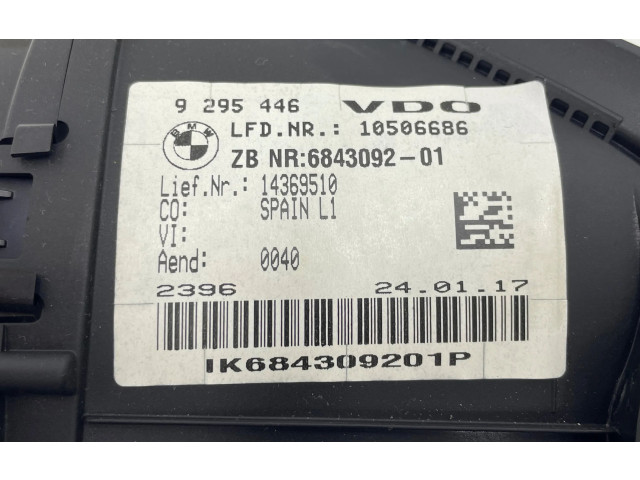 9 295 446 VDO
BMW LFD.NR.: 10506686
ZB NR:6843092-01
Lief.Nr.: 14369510
CO: SPAIN L1
VI:
Aend: 0040
2396 24.01.17
IK684309201P